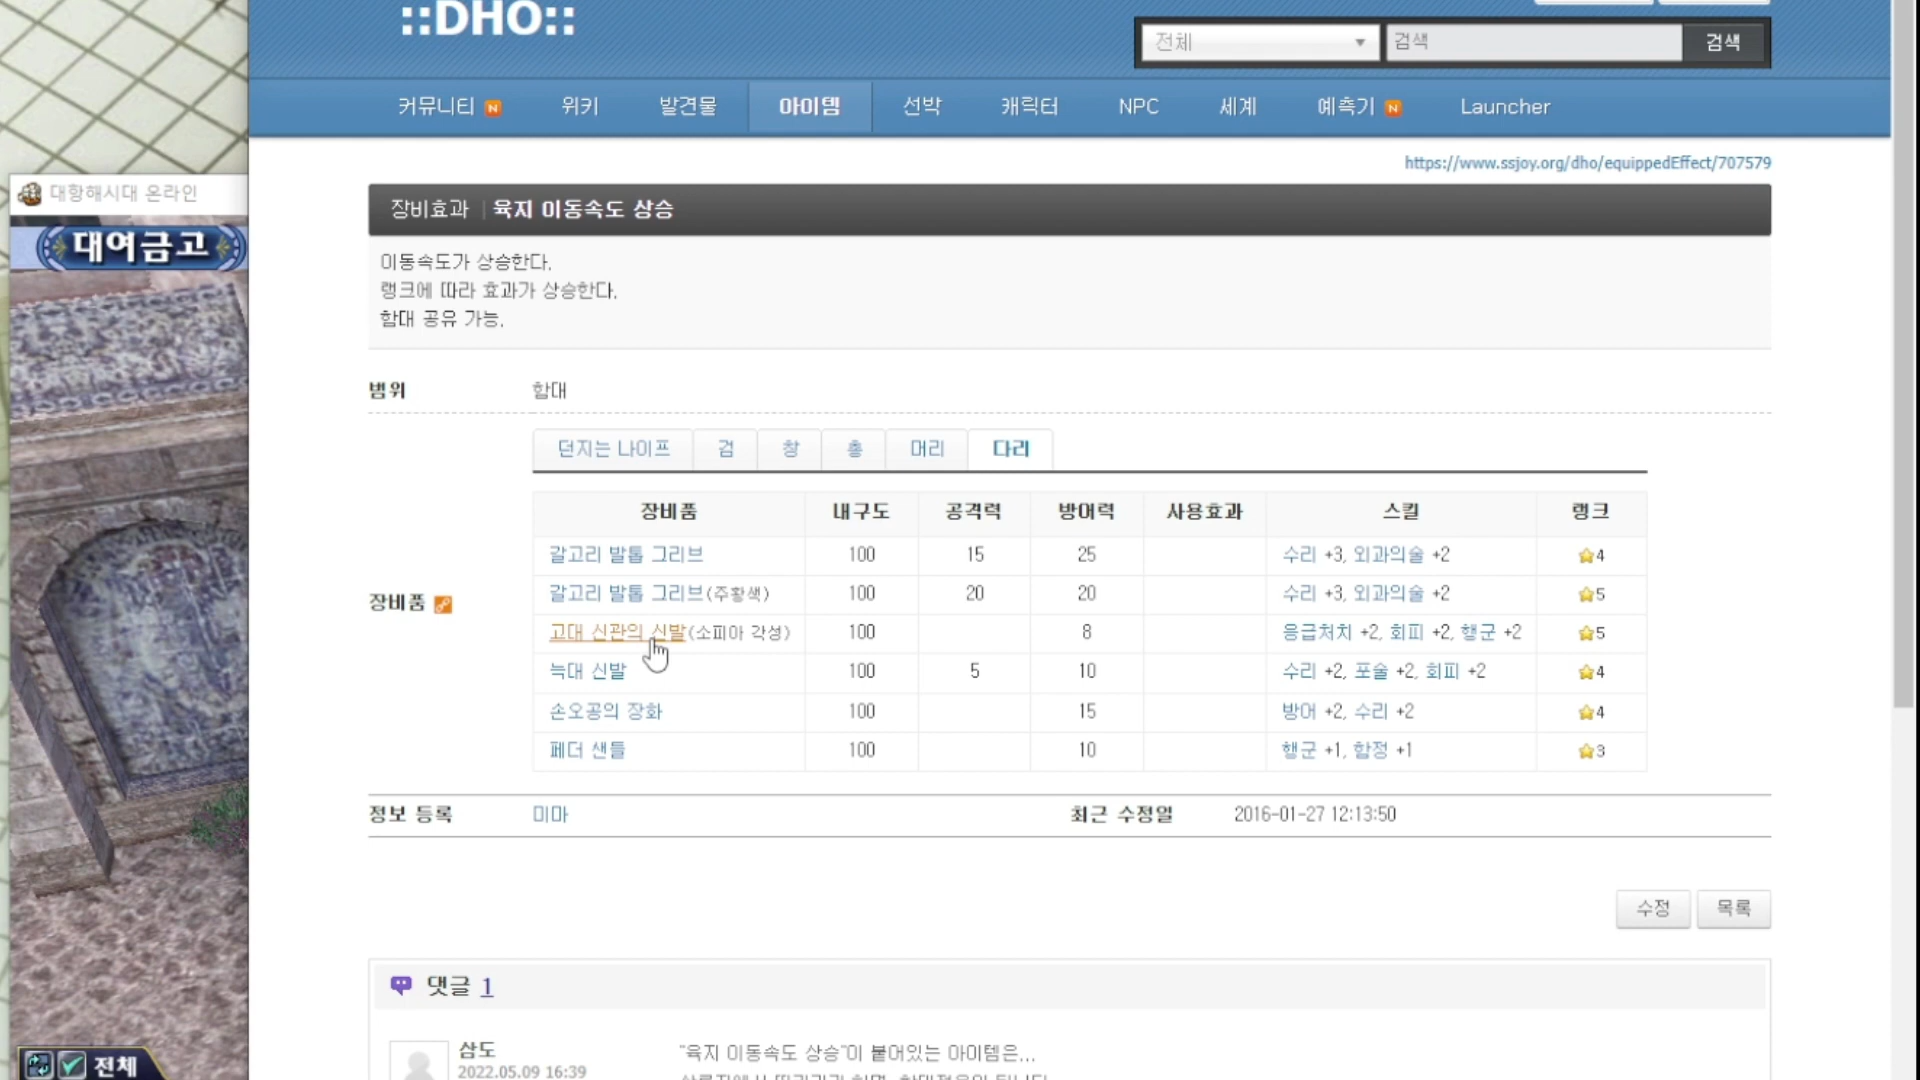 ::DHO::
전체
검색
검색
커뮤니티 N
위키
발견물
아이템
선박
캐릭터
NPC
세계
예측기 N
Launcher
https://www.ssjoy.org/dho/equippedEffect/707579
대항해시대 온라인
대여금고
장비효과 | 육지 이동속도 상승
이동속도가 상승한다.
랭크에 따라 효과가 상승한다.
함대 공유 가능.
범위 함대
던지는 나이프 검 창 총 머리 다리
장비품 내구도 공격력 방어력 사용효과 스킬 랭크
갈고리 발톱 그리브 100 15 25 수리 +3, 외과의술 +2 4
갈고리 발톱 그리브(주황색) 100 20 20 수리 +3, 외과의술 +2 5
장비품
고대 신관의 신발(소피아 각성) 100 8 응급처치 +2, 회피 +2, 행군 +2 5
늑대 신발 100 5 10 수리 +2, 포술 +2, 회피 +2 4
손오공의 장화 100 15 방어 +2, 수리 +2 4
페더 샌들 100 10 행군 +1, 함정 +1 3
정보 등록 미마 최근 수정일 2016-01-27 12:13:50
수정 목록
댓글 1
삼도
2022.05.09 16:39
"육지 이동속도 상승"이 붙어있는 아이템은...
전체